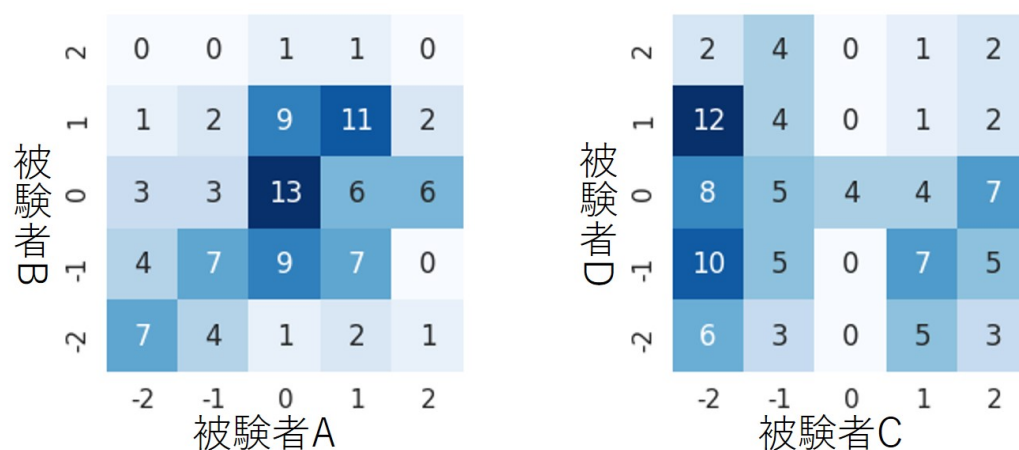 被験者B
2 0 0 1 1 0
1 1 2 9 11 2
0 3 3 13 6 6
-1 4 7 9 7 0
-2 7 4 1 2 1
-2 -1 0 1 2
被験者A
被験者D
2 2 4 0 1 2
1 12 4 0 1 2
0 8 5 4 4 7
-1 10 5 0 7 5
-2 6 3 0 5 3
-2 -1 0 1 2
被験者C